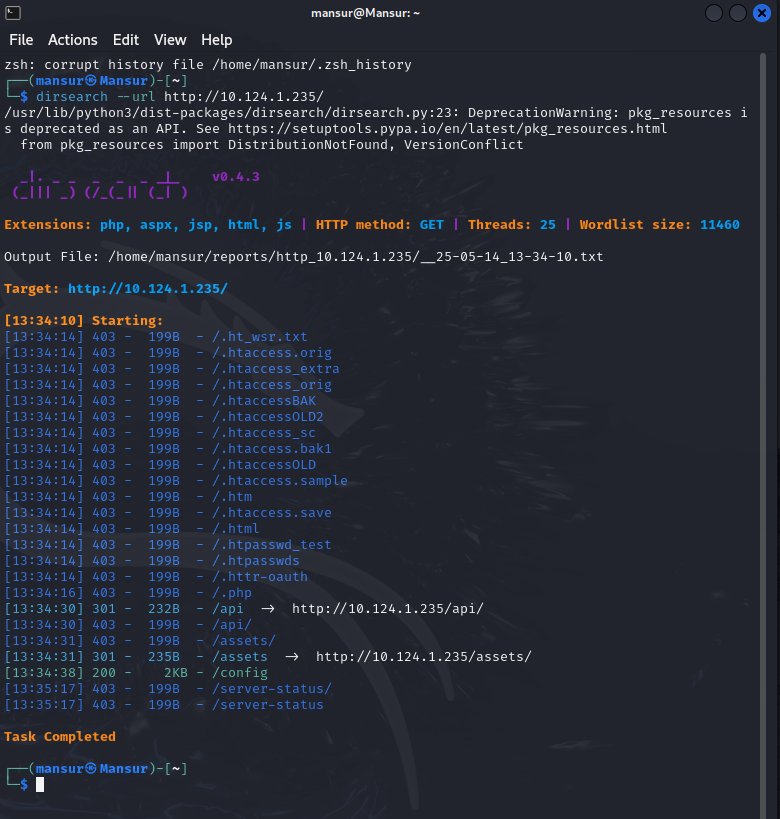 mansur@Mansur: ~
File Actions Edit View Help
zsh: corrupt history file /home/mansur/.zsh_history
┌──(mansur㉿Mansur)-[~]
└─$ dirsearch --url http://10.124.1.235/
/usr/lib/python3/dist-packages/dirsearch/dirsearch.py:23: DeprecationWarning: pkg_resources i
s deprecated as an API. See https://setuptools.pypa.io/en/latest/pkg_resources.html
  from pkg_resources import DistributionNotFound, VersionConflict
  _|. _ _  _  _  _ _|_    v0.4.3
 (_||| _) (/_(_|| (_| )
Extensions: php, aspx, jsp, html, js | HTTP method: GET | Threads: 25 | Wordlist size: 11460
Output File: /home/mansur/reports/http_10.124.1.235/__25-05-14_13-34-10.txt
Target: http://10.124.1.235/
[13:34:10] Starting:
[13:34:14] 403 -  199B  - /.ht_wsr.txt
[13:34:14] 403 -  199B  - /.htaccess.orig
[13:34:14] 403 -  199B  - /.htaccess_extra
[13:34:14] 403 -  199B  - /.htaccess_orig
[13:34:14] 403 -  199B  - /.htaccessBAK
[13:34:14] 403 -  199B  - /.htaccessOLD2
[13:34:14] 403 -  199B  - /.htaccess_sc
[13:34:14] 403 -  199B  - /.htaccess.bak1
[13:34:14] 403 -  199B  - /.htaccessOLD
[13:34:14] 403 -  199B  - /.htaccess.sample
[13:34:14] 403 -  199B  - /.htm
[13:34:14] 403 -  199B  - /.htaccess.save
[13:34:14] 403 -  199B  - /.html
[13:34:14] 403 -  199B  - /.htpasswd_test
[13:34:14] 403 -  199B  - /.htpasswds
[13:34:14] 403 -  199B  - /.httr-oauth
[13:34:16] 403 -  199B  - /.php
[13:34:30] 301 -  232B  - /api  →  http://10.124.1.235/api/
[13:34:30] 403 -  199B  - /api/
[13:34:31] 403 -  199B  - /assets/
[13:34:31] 301 -  235B  - /assets  →  http://10.124.1.235/assets/
[13:34:38] 200 -    2KB - /config
[13:35:17] 403 -  199B  - /server-status/
[13:35:17] 403 -  199B  - /server-status
Task Completed
┌──(mansur㉿Mansur)-[~]
└─$